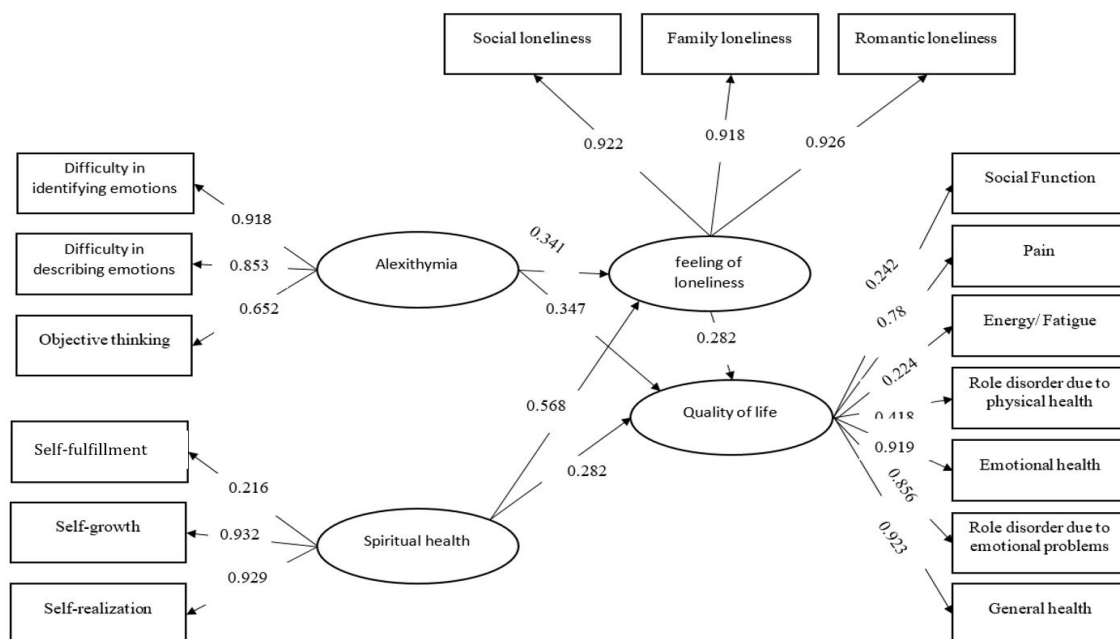 Social loneliness
Family loneliness
Romantic loneliness
0.922
0.918
0.926
Difficulty in
identifying emotions
Difficulty in
describing emotions
Objective thinking
0.918
0.853
0.652
Alexithymia
0.341
0.347
feeling of
loneliness
0.282
Self-fulfillment
Self-growth
Self-realization
0.216
0.932
0.929
Spiritual health
0.568
0.282
Quality of life
0.242
0.78
0.224
0.418
0.919
0.856
0.923
Social Function
Pain
Energy/ Fatigue
Role disorder due to
physical health
Emotional health
Role disorder due to
emotional problems
General health